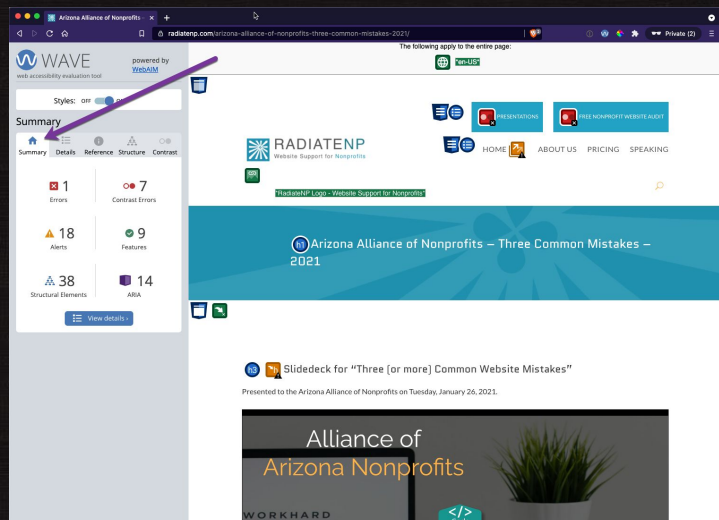 Arizona Alliance of Nonprofits –
radiatenp.com/arizona-alliance-of-nonprofits-three-common-mistakes-2021/
Private (2)
WAVE
web accessibility evaluation tool
powered by
WebAIM
Styles: OFF
Summary
Summary Details Reference Structure Contrast
1
Errors
7
Contrast Errors
18
Alerts
9
Features
38
Structural Elements
14
ARIA
View details ›
The following apply to the entire page:
*en-US*
PRESENTATIONS
FREE NONPROFIT WEBSITE AUDIT
RADIATENP
Website Support for Nonprofits
HOME ABOUT US PRICING SPEAKING
*RadiateNP Logo - Website Support for Nonprofits*
h1 Arizona Alliance of Nonprofits – Three Common Mistakes –
2021
h3 Slidedeck for “Three (or more) Common Website Mistakes”
Presented to the Arizona Alliance of Nonprofits on Tuesday, January 26, 2021.
Alliance of
Arizona Nonprofits
WORKHARD
</>